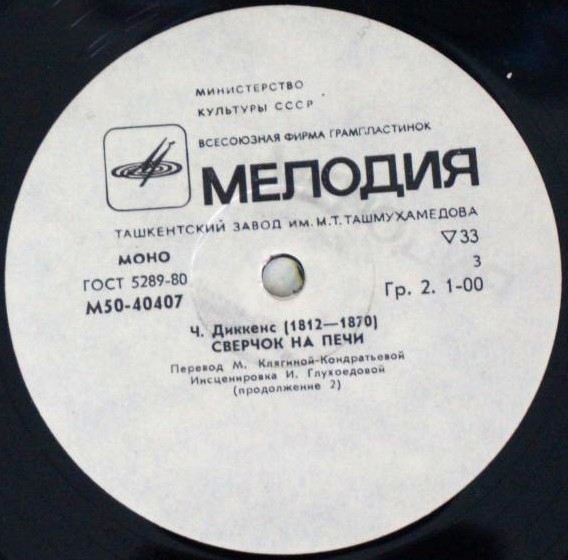 МИНИСТЕРСТВО
КУЛЬТУРЫ СССР
ВСЕСОЮЗНАЯ ФИРМА ГРАМПЛАСТИНОК
МЕЛОДИЯ
ТАШКЕНТСКИЙ ЗАВОД ИМ. М.Т. ТАШМУХАМЕДОВА
МОНО
▽33
ГОСТ 5289-80
3
М50-40407
Гр. 2. 1-00
Ч. Диккенс (1812—1870)
СВЕРЧОК НА ПЕЧИ
Перевод М. Клягиной-Кондратьевой
Инсценировка И. Глухоедовой
(продолжение 2)